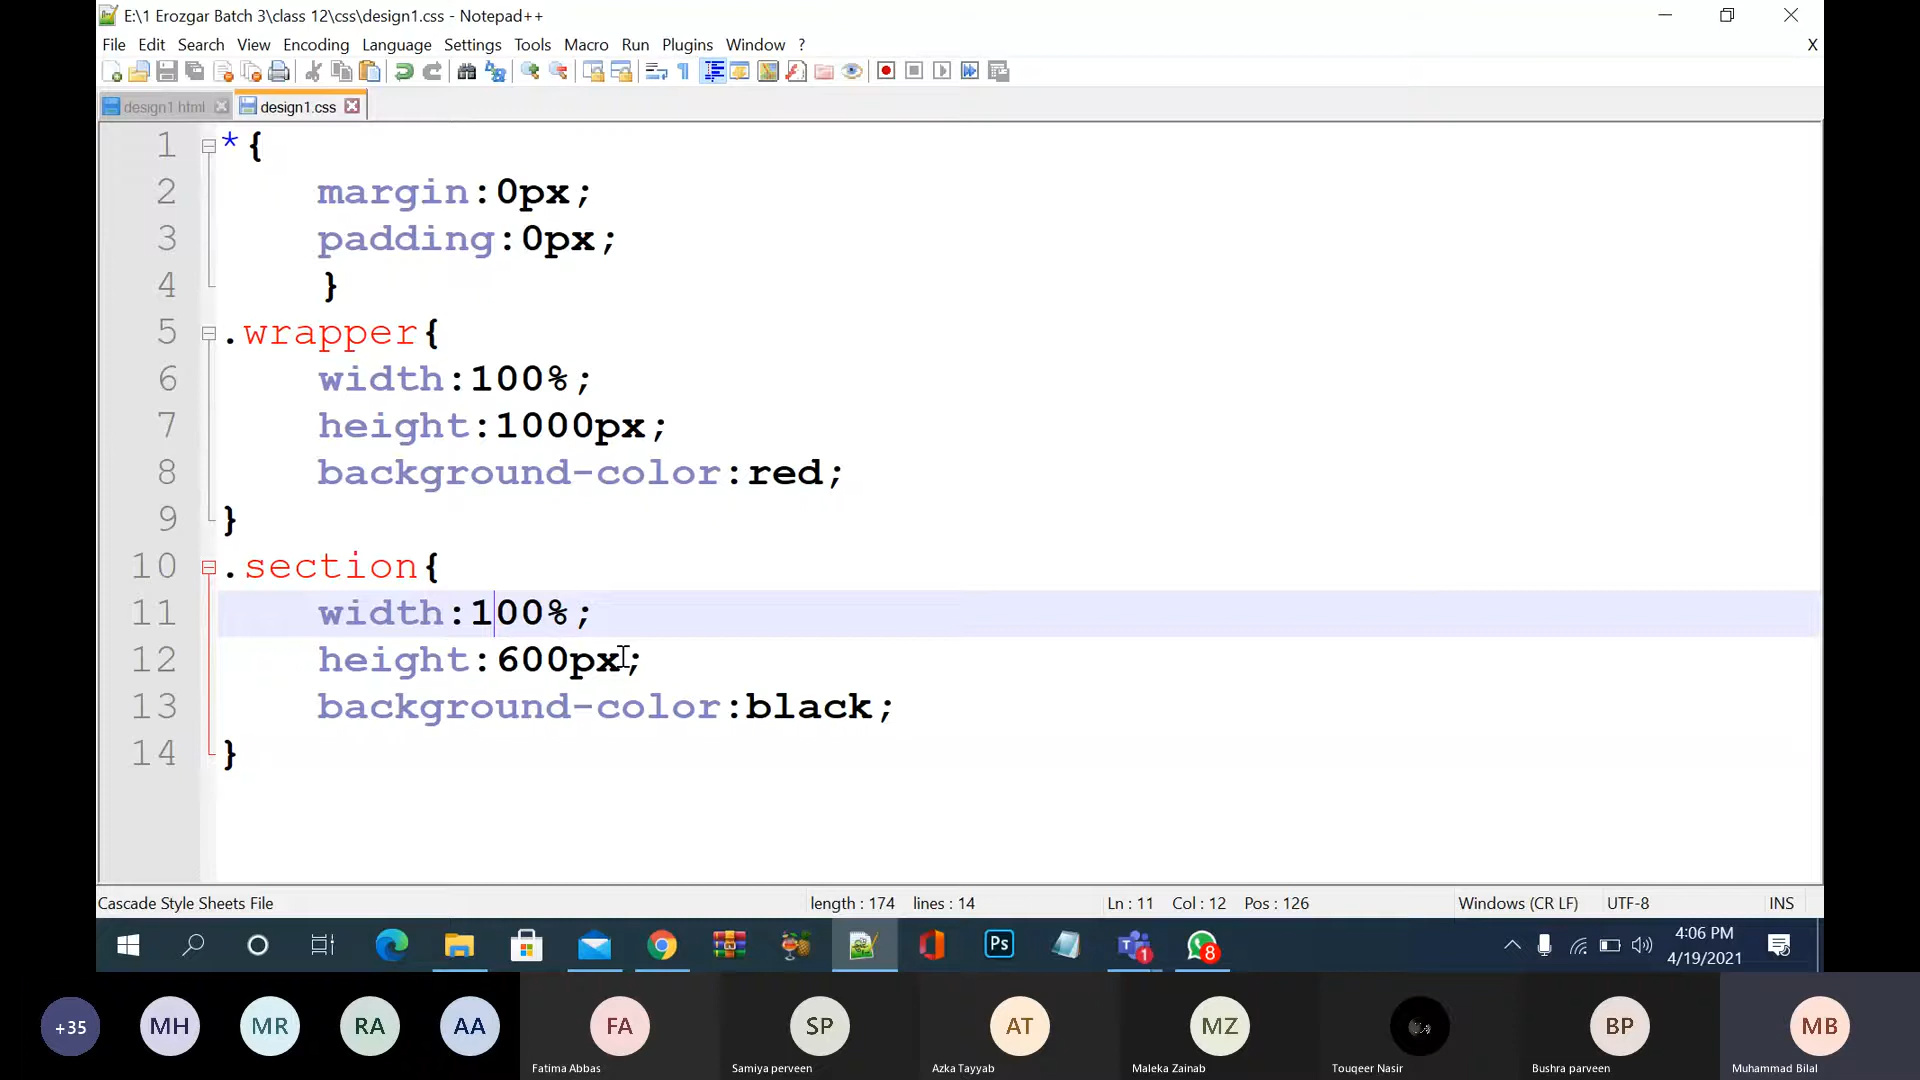 E:\1 Erozgar Batch 3\class 12\css\design1.css - Notepad++
File Edit Search View Encoding Language Settings Tools Macro Run Plugins Window ? X
design1.html design1.css
1 *{
2 margin:0px;
3 padding:0px;
4 }
5 .wrapper{
6 width:100%;
7 height:1000px;
8 background-color:red;
9 }
10 .section{
11 width:100%;
12 height:600px;
13 background-color:black;
14 }
Cascade Style Sheets File length : 174 lines : 14 Ln : 11 Col : 12 Pos : 126 Windows (CR LF) UTF-8 INS
Ps 1 8 4:06 PM
4/19/2021
+35 MH MR RA AA FA SP AT MZ BP MB
Fatima Abbas Samiya perveen Azka Tayyab Maleka Zainab Touqeer Nasir Bushra parveen Muhammad Bilal